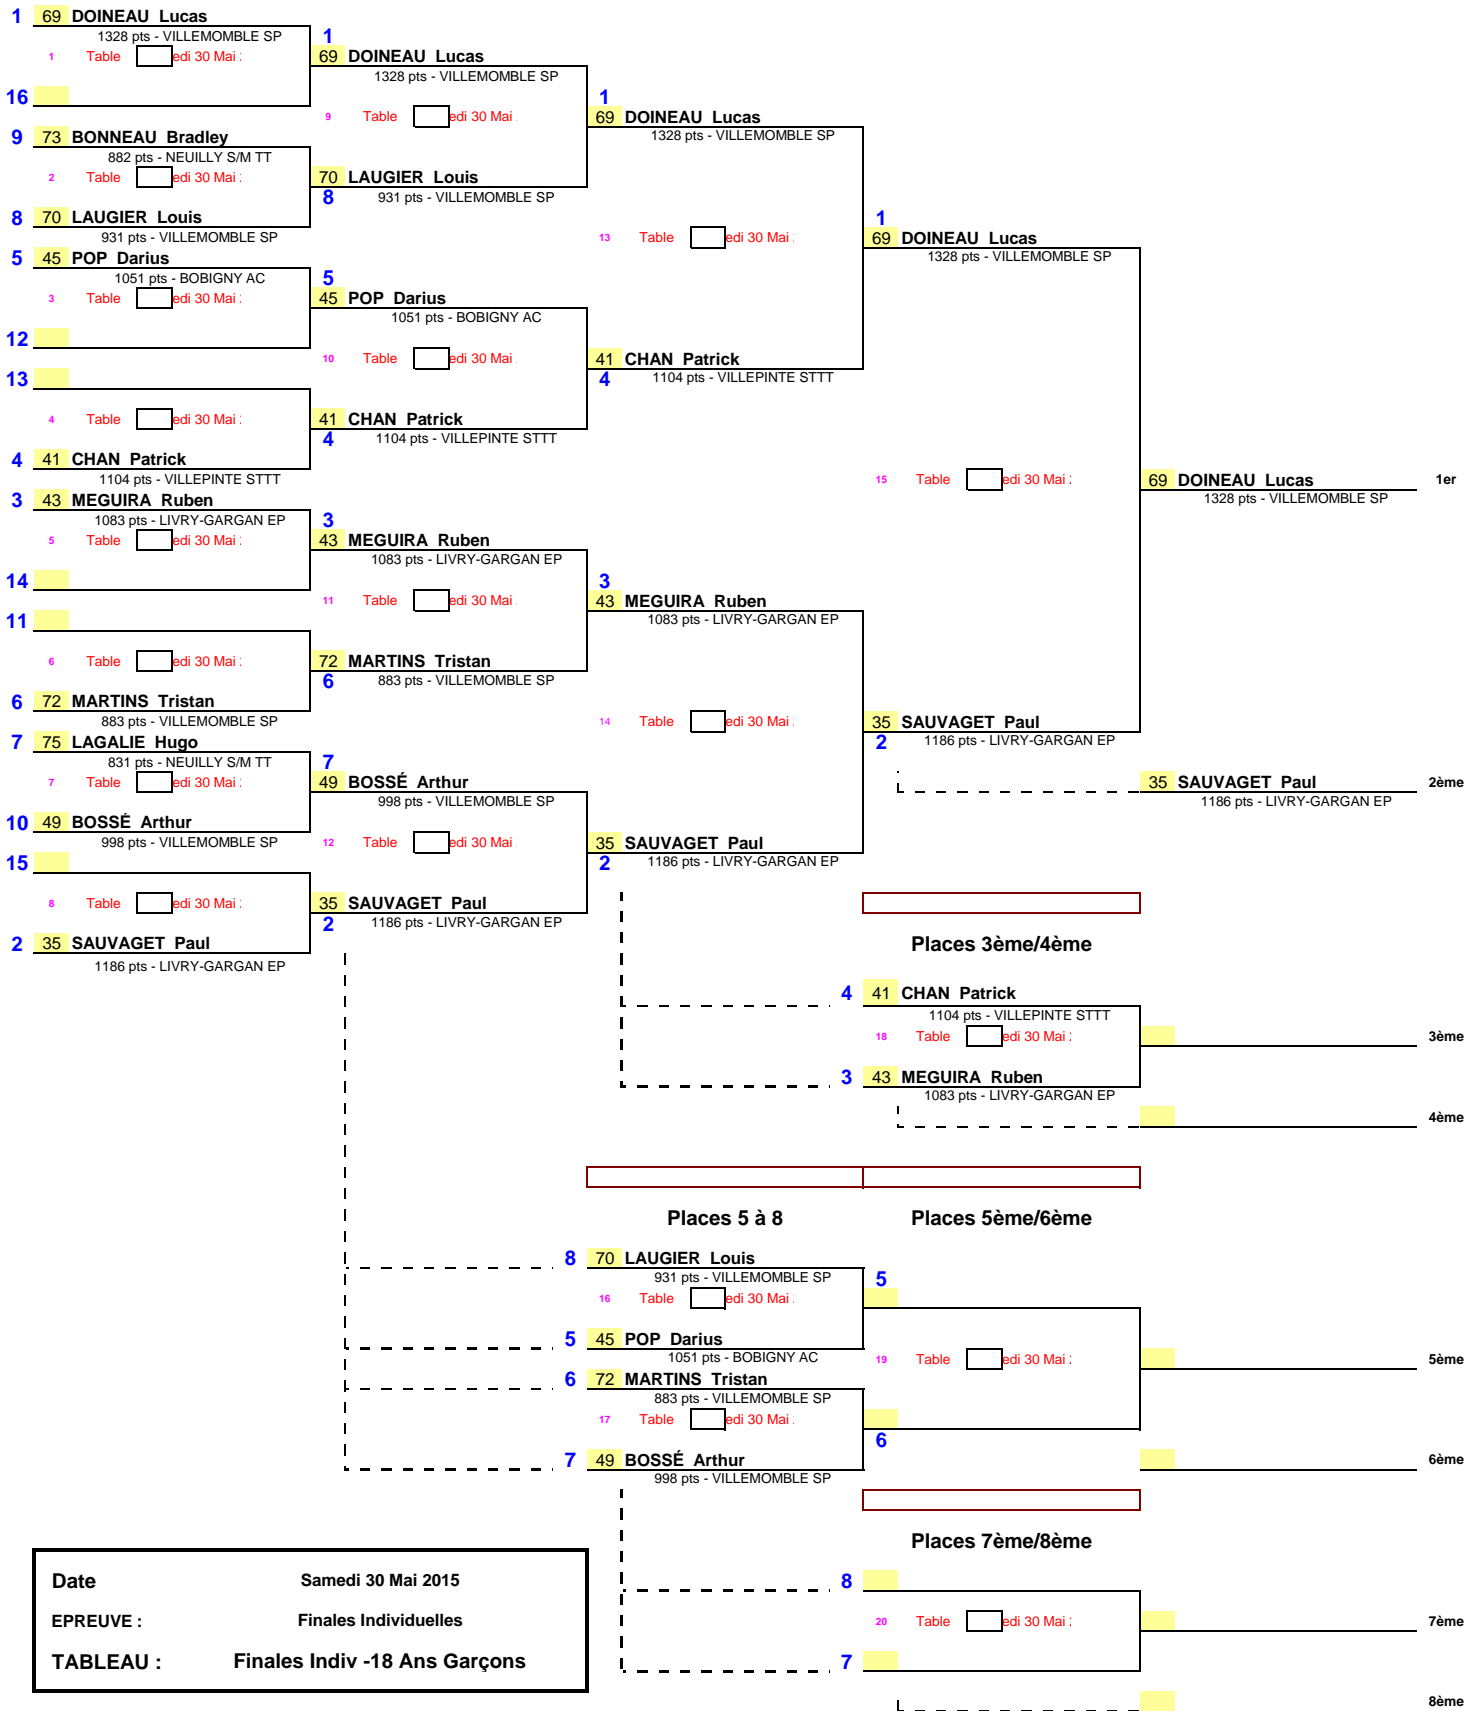 1 69 DOINEAU Lucas
1328 pts - VILLEMOMBLE SP
1 Table edi 30 Mai 2
16
9 73 BONNEAU Bradley
882 pts - NEUILLY S/M TT
2 Table edi 30 Mai 2
8 70 LAUGIER Louis
931 pts - VILLEMOMBLE SP
5 45 POP Darius
1051 pts - BOBIGNY AC
3 Table edi 30 Mai 2
12
13
4 Table edi 30 Mai 2
4 41 CHAN Patrick
1104 pts - VILLEPINTE STTT
3 43 MEGUIRA Ruben
1083 pts - LIVRY-GARGAN EP
5 Table edi 30 Mai 2
14
11
6 Table edi 30 Mai 2
6 72 MARTINS Tristan
883 pts - VILLEMOMBLE SP
7 75 LAGALIE Hugo
831 pts - NEUILLY S/M TT
7 Table edi 30 Mai 2
10 49 BOSSÉ Arthur
998 pts - VILLEMOMBLE SP
15
8 Table edi 30 Mai 2
2 35 SAUVAGET Paul
1186 pts - LIVRY-GARGAN EP
1
69 DOINEAU Lucas
1328 pts - VILLEMOMBLE SP
9 Table edi 30 Mai
70 LAUGIER Louis
8 931 pts - VILLEMOMBLE SP
5
45 POP Darius
1051 pts - BOBIGNY AC
10 Table edi 30 Mai
41 CHAN Patrick
4 1104 pts - VILLEPINTE STTT
3
43 MEGUIRA Ruben
1083 pts - LIVRY-GARGAN EP
11 Table edi 30 Mai
72 MARTINS Tristan
6 883 pts - VILLEMOMBLE SP
7
49 BOSSÉ Arthur
998 pts - VILLEMOMBLE SP
12 Table edi 30 Mai
35 SAUVAGET Paul
2 1186 pts - LIVRY-GARGAN EP
1
69 DOINEAU Lucas
1328 pts - VILLEMOMBLE SP
13 Table edi 30 Mai
41 CHAN Patrick
4 1104 pts - VILLEPINTE STTT
3
43 MEGUIRA Ruben
1083 pts - LIVRY-GARGAN EP
14 Table edi 30 Mai
35 SAUVAGET Paul
2 1186 pts - LIVRY-GARGAN EP
1
69 DOINEAU Lucas
1328 pts - VILLEMOMBLE SP
15 Table edi 30 Mai 2
35 SAUVAGET Paul
2 1186 pts - LIVRY-GARGAN EP
69 DOINEAU Lucas 1er
1328 pts - VILLEMOMBLE SP
35 SAUVAGET Paul 2ème
1186 pts - LIVRY-GARGAN EP
Places 3ème/4ème
4 41 CHAN Patrick
1104 pts - VILLEPINTE STTT
18 Table edi 30 Mai 2 3ème
3 43 MEGUIRA Ruben
1083 pts - LIVRY-GARGAN EP
4ème
Places 5 à 8 Places 5ème/6ème
8 70 LAUGIER Louis
931 pts - VILLEMOMBLE SP 5
16 Table edi 30 Mai
5 45 POP Darius
1051 pts - BOBIGNY AC
19 Table edi 30 Mai 2 5ème
6 72 MARTINS Tristan
883 pts - VILLEMOMBLE SP
17 Table edi 30 Mai
6
7 49 BOSSÉ Arthur 6ème
998 pts - VILLEMOMBLE SP
Places 7ème/8ème
8
20 Table edi 30 Mai 2 7ème
7
8ème
Date Samedi 30 Mai 2015
EPREUVE : Finales Individuelles
TABLEAU : Finales Indiv -18 Ans Garçons